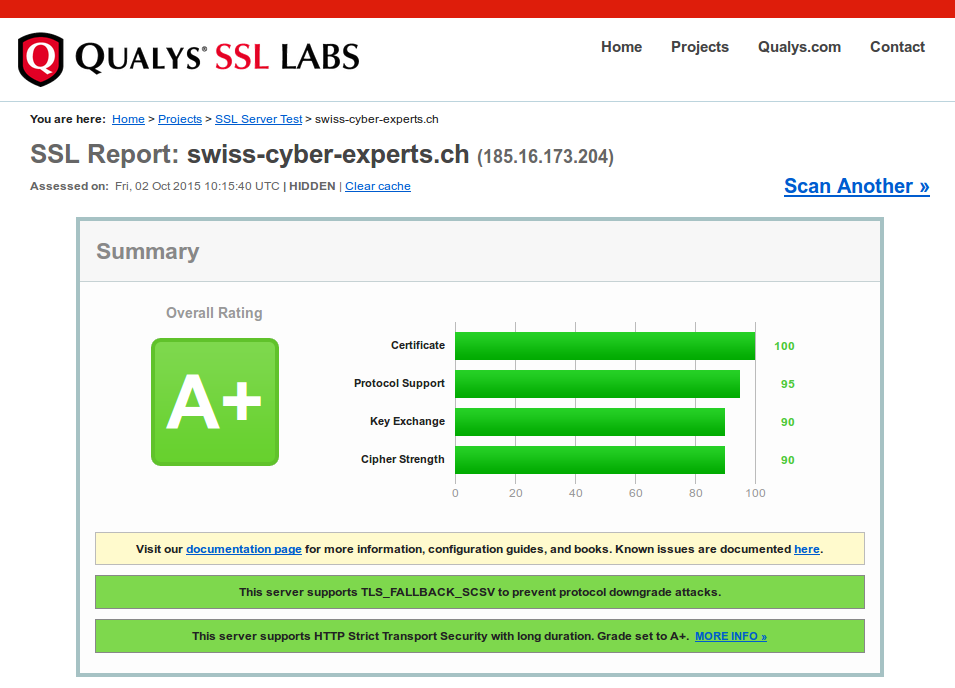 QUALYS® SSL LABS
Home Projects Qualys.com Contact
You are here: Home > Projects > SSL Server Test > swiss-cyber-experts.ch
SSL Report: swiss-cyber-experts.ch (185.16.173.204)
Assessed on: Fri, 02 Oct 2015 10:15:40 UTC | HIDDEN | Clear cache
Scan Another »
Summary
Overall Rating
A+
Certificate 100
Protocol Support 95
Key Exchange 90
Cipher Strength 90
0 20 40 60 80 100
Visit our documentation page for more information, configuration guides, and books. Known issues are documented here.
This server supports TLS_FALLBACK_SCSV to prevent protocol downgrade attacks.
This server supports HTTP Strict Transport Security with long duration. Grade set to A+. MORE INFO »